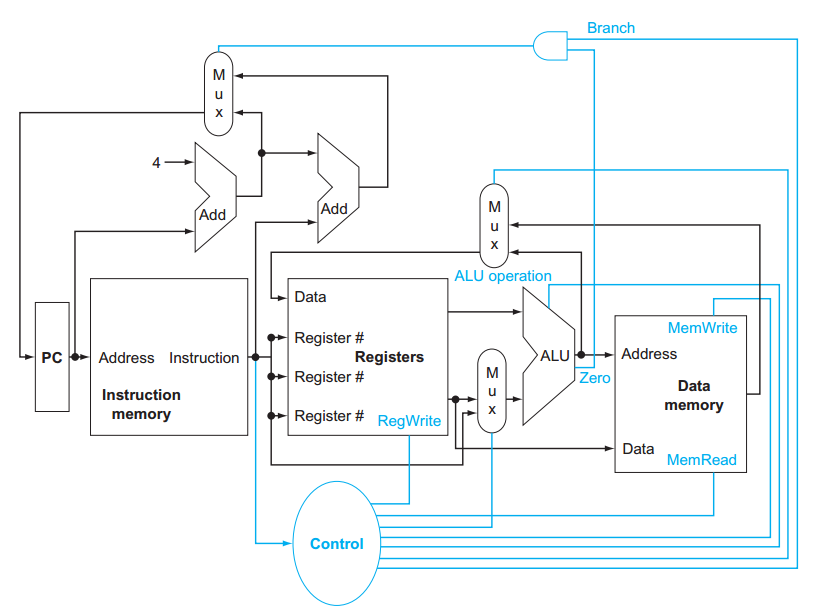 Branch
M
u
x
4
Add
Add
M
u
x
ALU operation
Data
Register #
Registers
Register #
Register #
RegWrite
PC
Address
Instruction
Instruction
memory
M
u
x
ALU
Zero
MemWrite
Address
Data
memory
Data
MemRead
Control